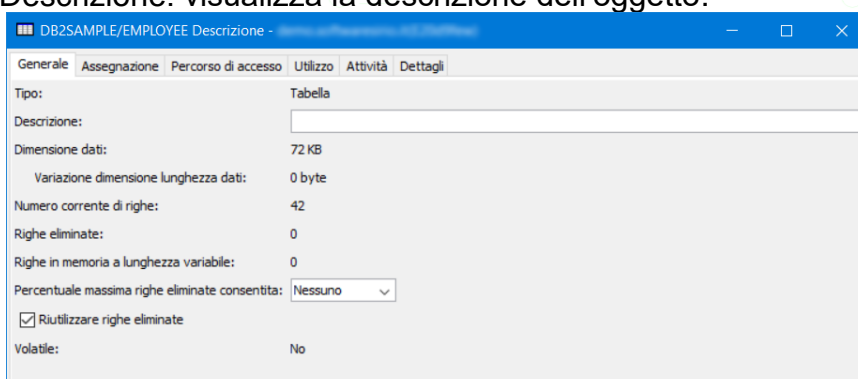 Descrizione: visualizza la descrizione dell'oggetto.
DB2SAMPLE/EMPLOYEE Descrizione -
Generale Assegnazione Percorso di accesso Utilizzo Attività Dettagli
Tipo: Tabella
Descrizione:
Dimensione dati: 72 KB
Variazione dimensione lunghezza dati: 0 byte
Numero corrente di righe: 42
Righe eliminate: 0
Righe in memoria a lunghezza variabile: 0
Percentuale massima righe eliminate consentita: Nessuno
Riutilizzare righe eliminate
Volatile: No